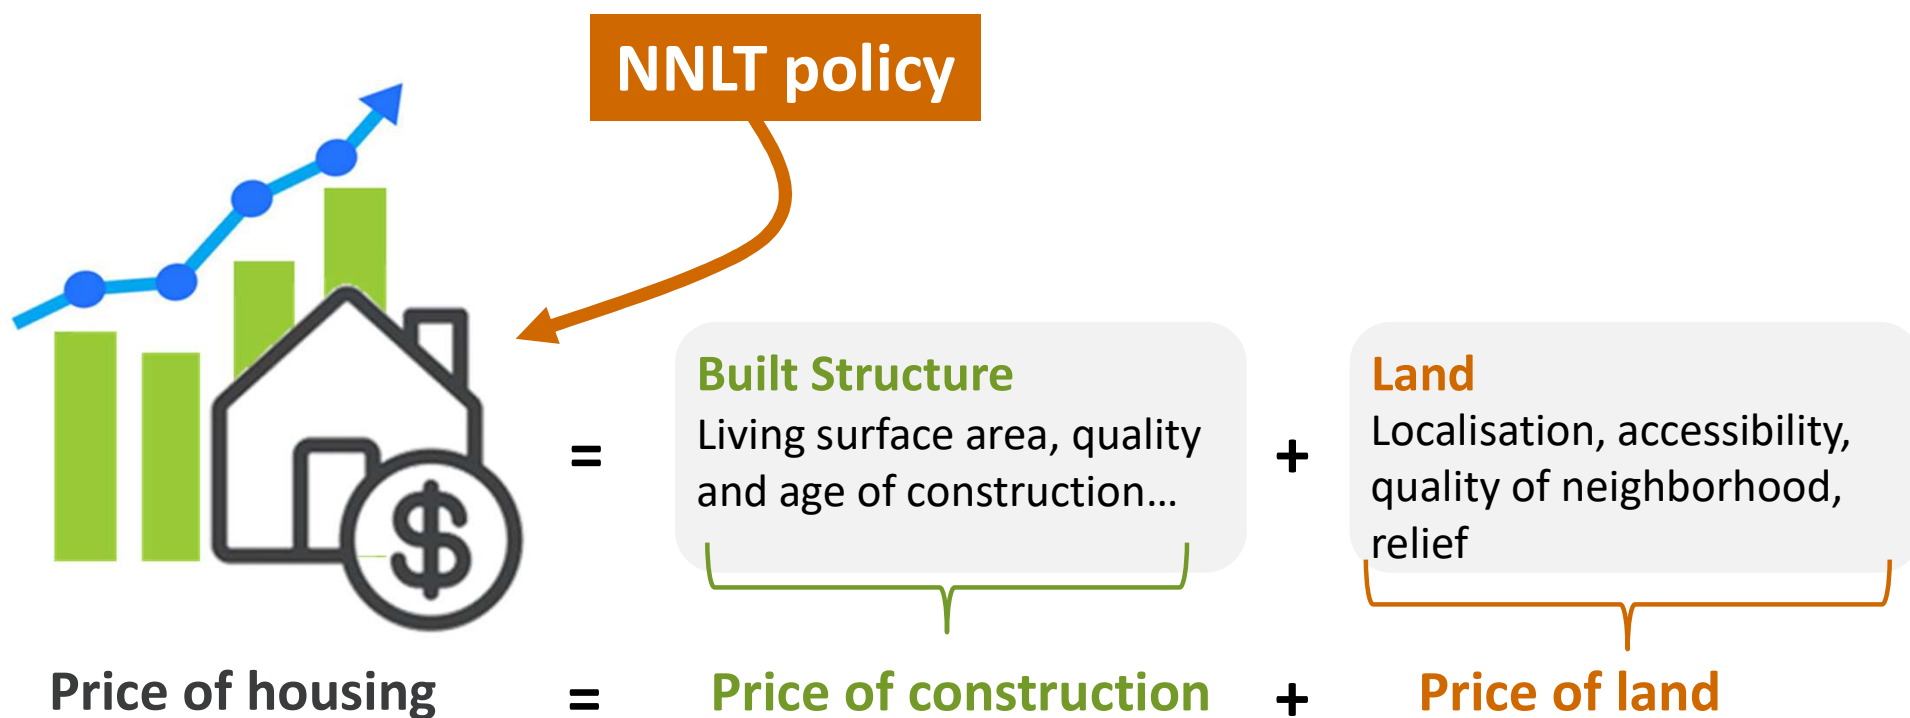 NNLT policy
Built Structure
Living surface area, quality
and age of construction...
=
+
Land
Localisation, accessibility,
quality of neighborhood,
relief
$
Price of housing = Price of construction + Price of land